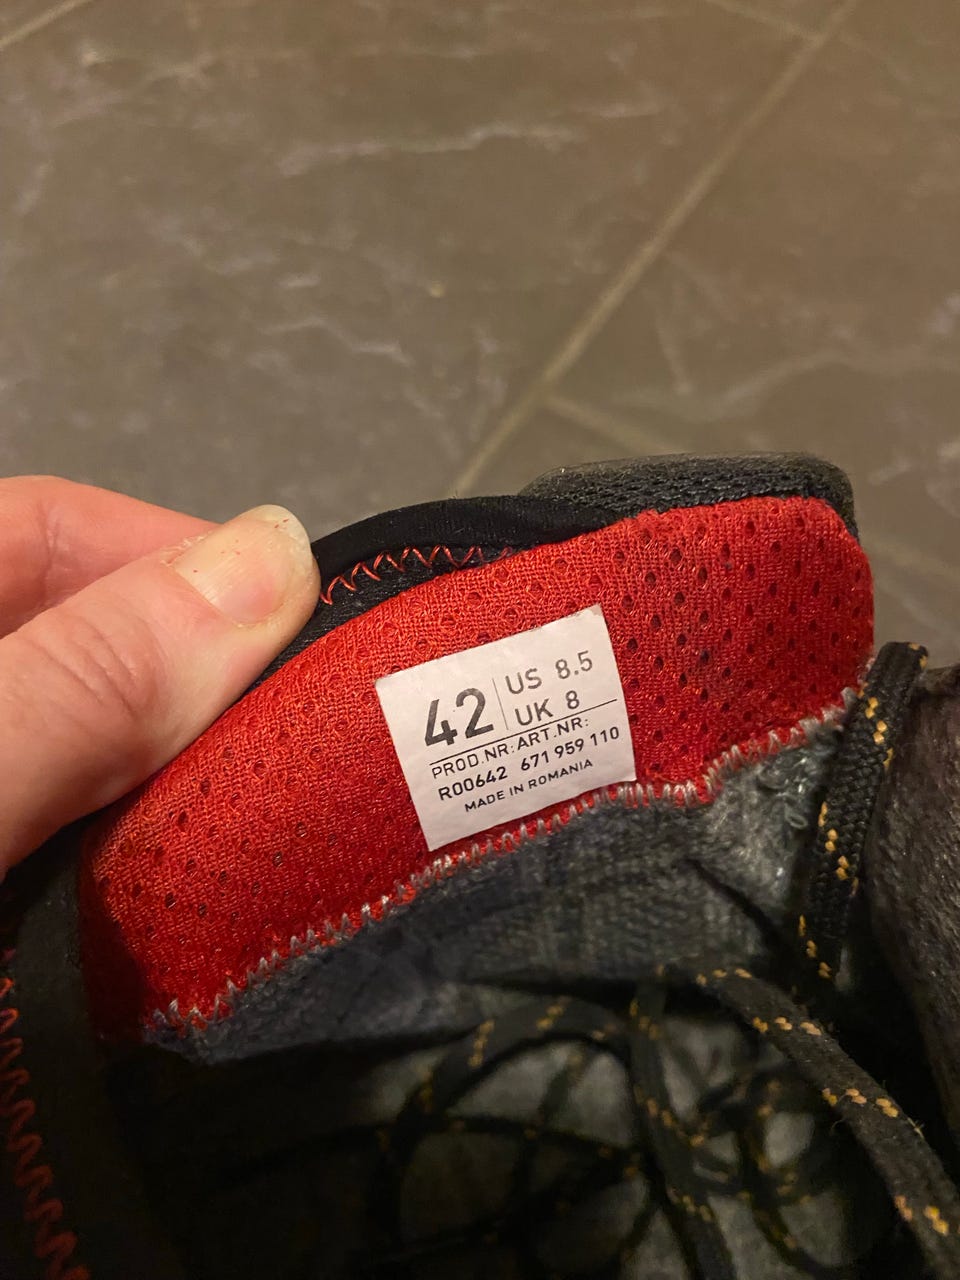 42 US 8.5
UK 8
PROD.NR: ART.NR:
R00642 671 959 110
MADE IN ROMANIA